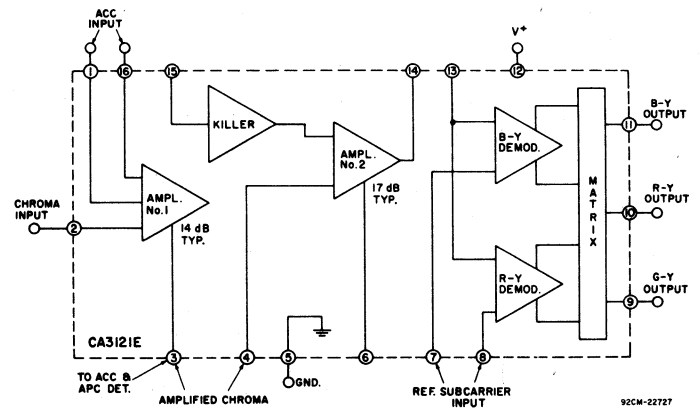 ACC
INPUT
V+
1
16
15
14
13
12
KILLER
AMPL.
No.2
17 dB
TYP.
AMPL.
No.1
14 dB
TYP.
CHROMA
INPUT
2
B-Y
DEMOD.
R-Y
DEMOD.
MATRIX
11
B-Y
OUTPUT
10
R-Y
OUTPUT
9
G-Y
OUTPUT
CA3121E
3
4
5
6
7
8
TO ACC &
APC DET.
AMPLIFIED CHROMA
GND.
REF. SUBCARRIER
INPUT
92CM-22727